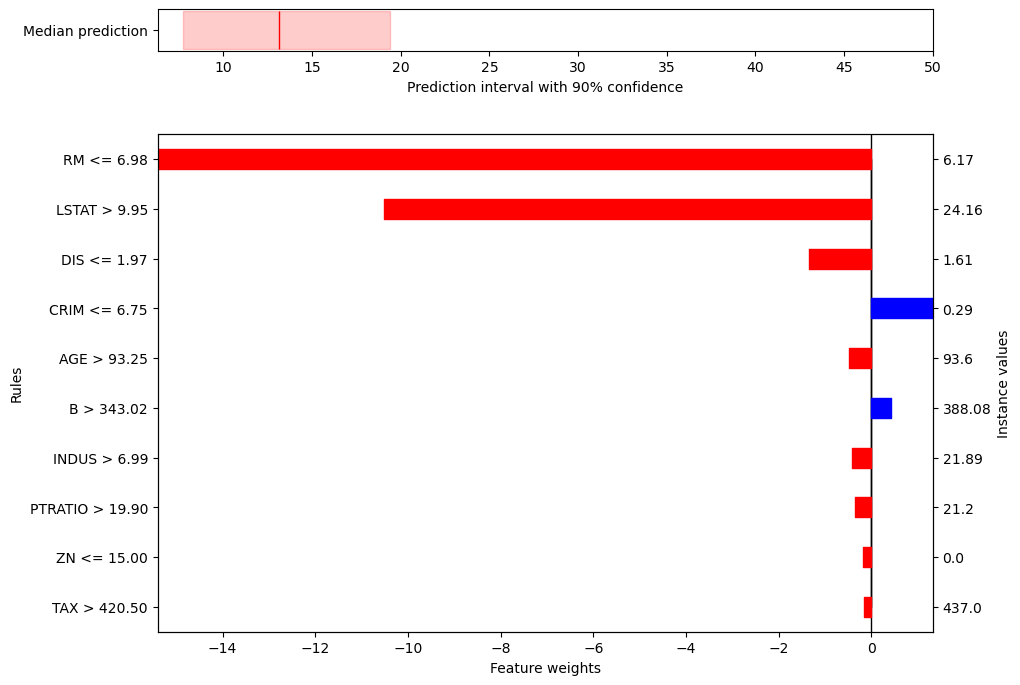 Median prediction
10 15 20 25 30 35 40 45 50
Prediction interval with 90% confidence
RM <= 6.98 6.17
LSTAT > 9.95 24.16
DIS <= 1.97 1.61
CRIM <= 6.75 0.29
AGE > 93.25 93.6
B > 343.02 388.08
INDUS > 6.99 21.89
PTRATIO > 19.90 21.2
ZN <= 15.00 0.0
TAX > 420.50 437.0
Rules
Instance values
−14 −12 −10 −8 −6 −4 −2 0
Feature weights